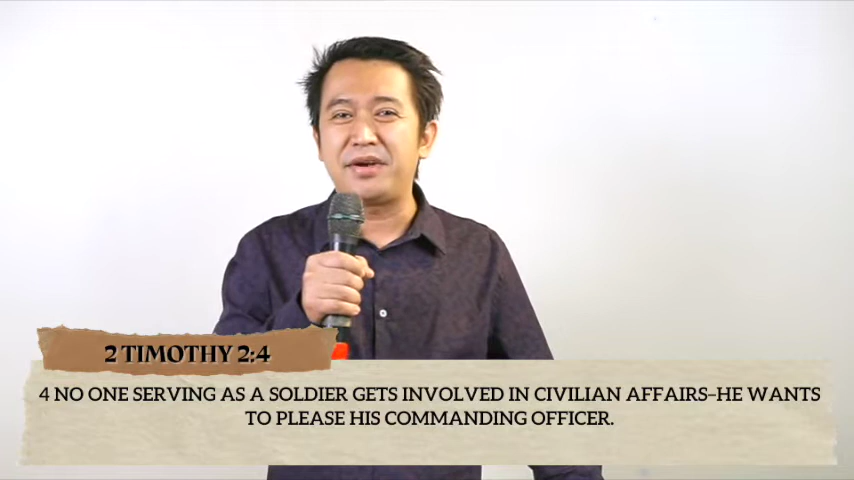 2 TIMOTHY 2:4
4 NO ONE SERVING AS A SOLDIER GETS INVOLVED IN CIVILIAN AFFAIRS–HE WANTS
TO PLEASE HIS COMMANDING OFFICER.